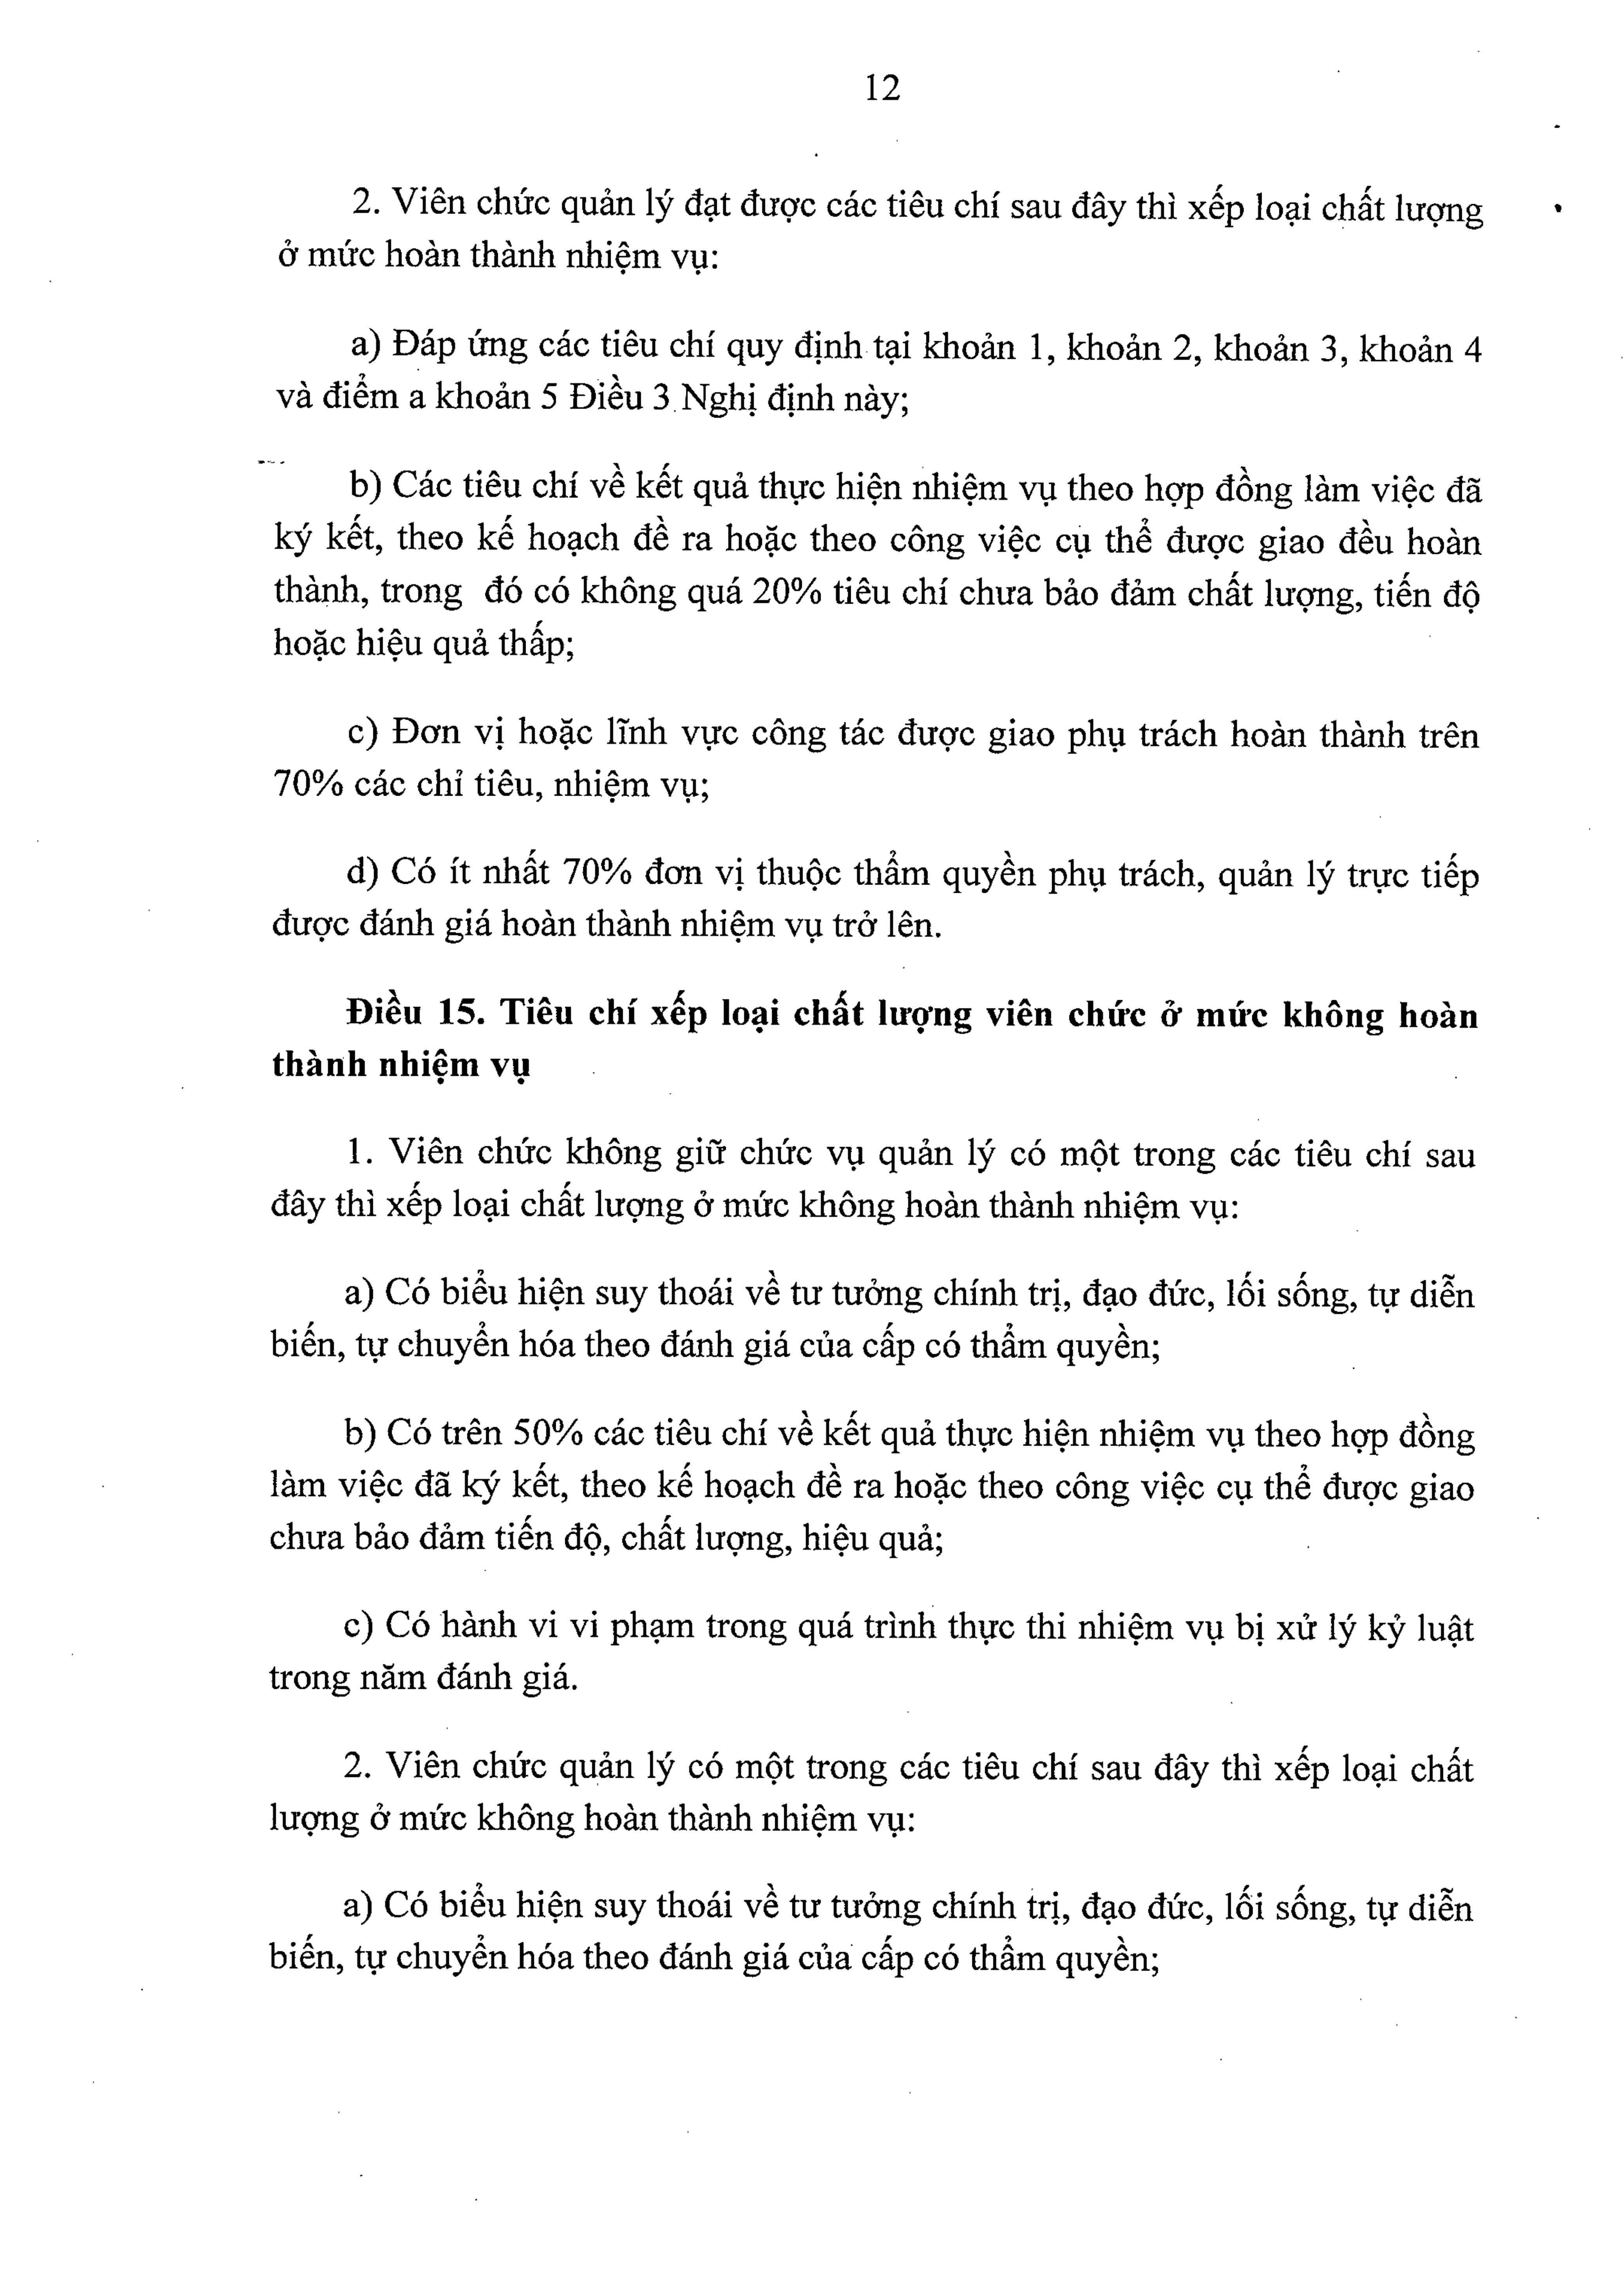 12
2. Viên chức quản lý đạt được các tiêu chí sau đây thì xếp loại chất lượng
ở mức hoàn thành nhiệm vụ:
a) Đáp ứng các tiêu chí quy định tại khoản 1, khoản 2, khoản 3, khoản 4
và điểm a khoản 5 Điều 3 Nghị định này;
b) Các tiêu chí về kết quả thực hiện nhiệm vụ theo hợp đồng làm việc đã
ký kết, theo kế hoạch đề ra hoặc theo công việc cụ thể được giao đều hoàn
thành, trong đó có không quá 20% tiêu chí chưa bảo đảm chất lượng, tiến độ
hoặc hiệu quả thấp;
c) Đơn vị hoặc lĩnh vực công tác được giao phụ trách hoàn thành trên
70% các chỉ tiêu, nhiệm vụ;
d) Có ít nhất 70% đơn vị thuộc thẩm quyền phụ trách, quản lý trực tiếp
được đánh giá hoàn thành nhiệm vụ trở lên.
Điều 15. Tiêu chí xếp loại chất lượng viên chức ở mức không hoàn
thành nhiệm vụ
1. Viên chức không giữ chức vụ quản lý có một trong các tiêu chí sau
đây thì xếp loại chất lượng ở mức không hoàn thành nhiệm vụ:
a) Có biểu hiện suy thoái về tư tưởng chính trị, đạo đức, lối sống, tự diễn
biến, tự chuyển hóa theo đánh giá của cấp có thẩm quyền;
b) Có trên 50% các tiêu chí về kết quả thực hiện nhiệm vụ theo hợp đồng
làm việc đã ký kết, theo kế hoạch đề ra hoặc theo công việc cụ thể được giao
chưa bảo đảm tiến độ, chất lượng, hiệu quả;
c) Có hành vi vi phạm trong quá trình thực thi nhiệm vụ bị xử lý kỷ luật
trong năm đánh giá.
2. Viên chức quản lý có một trong các tiêu chí sau đây thì xếp loại chất
lượng ở mức không hoàn thành nhiệm vụ:
a) Có biểu hiện suy thoái về tư tưởng chính trị, đạo đức, lối sống, tự diễn
biến, tự chuyển hóa theo đánh giá của cấp có thẩm quyền;